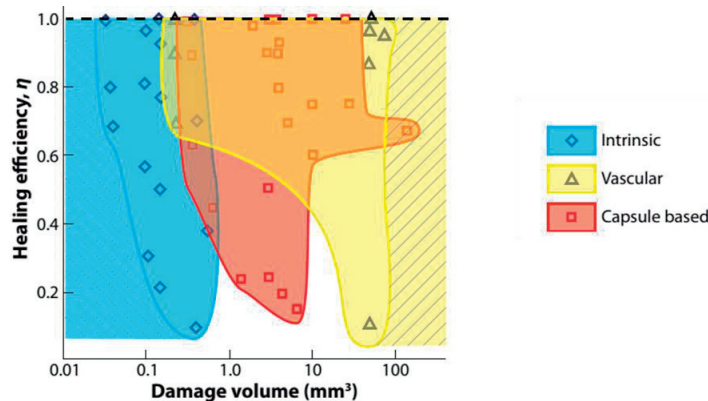 1.0
0.8
0.6
0.4
0.2
0.01
0.1
1.0
10
100
Healing efficiency, η
Damage volume (mm³)
Intrinsic
Vascular
Capsule based